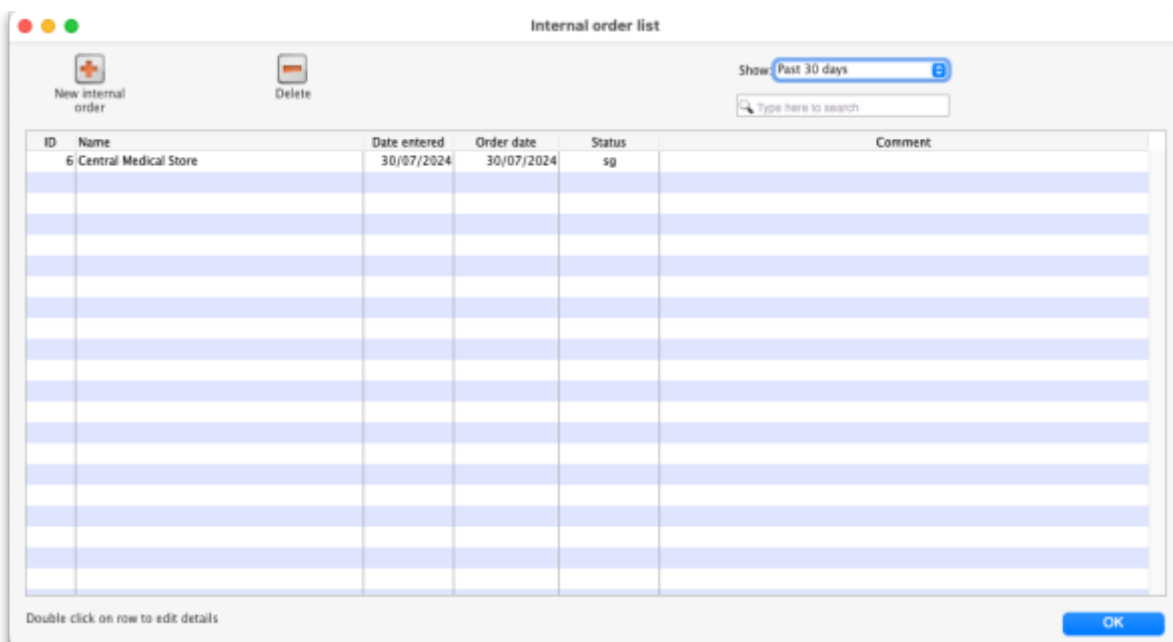 Internal order list
New internal
order
Delete
Show: Past 30 days
Type here to search
ID Name Date entered Order date Status Comment
6 Central Medical Store 30/07/2024 30/07/2024 sg
Double click on row to edit details
OK